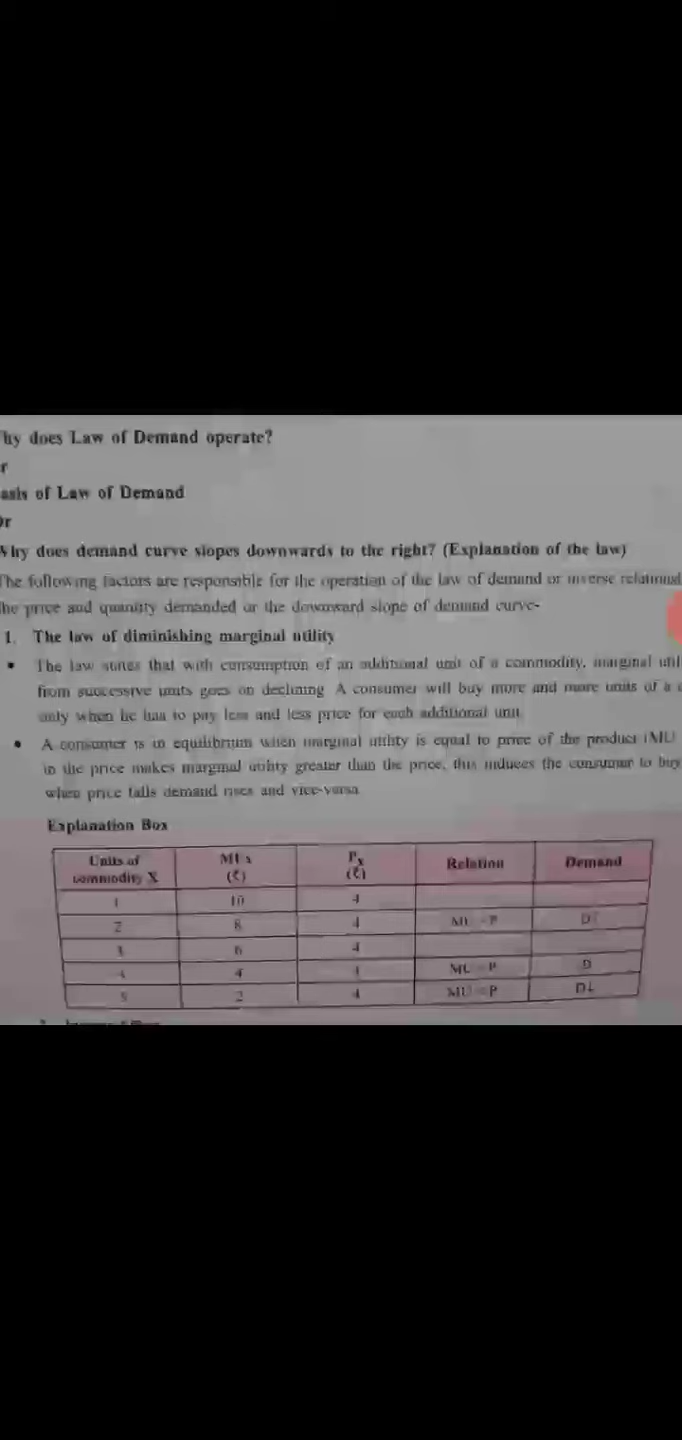 hy does Law of Demand operate?
r
asis of Law of Demand
Or
Why does demand curve slopes downwards to the right? (Explanation of the law)
The following factors are responsible for the operation of the law of demand or inverse relationsh
he price and quantity demanded or the downward slope of demand curve-
1. The law of diminishing marginal utility
• The law states that with consumption of an additional unit of a commodity, marginal util
from successive units goes on declining. A consumer will buy more and more units of a c
only when he has to pay less and less price for each additional unit.
• A consumer is in equilibrium when marginal utility is equal to price of the product (MU
in the price makes marginal utility greater than the price, this induces the consumer to buy
when price falls demand rises and vice-versa
Explanation Box
Units of commodity X MUx (₹) Px (₹) Relation Demand
1 10 4
2 8 4 D↑
3 6 4
4 4 4 D
5 2 4 D↓